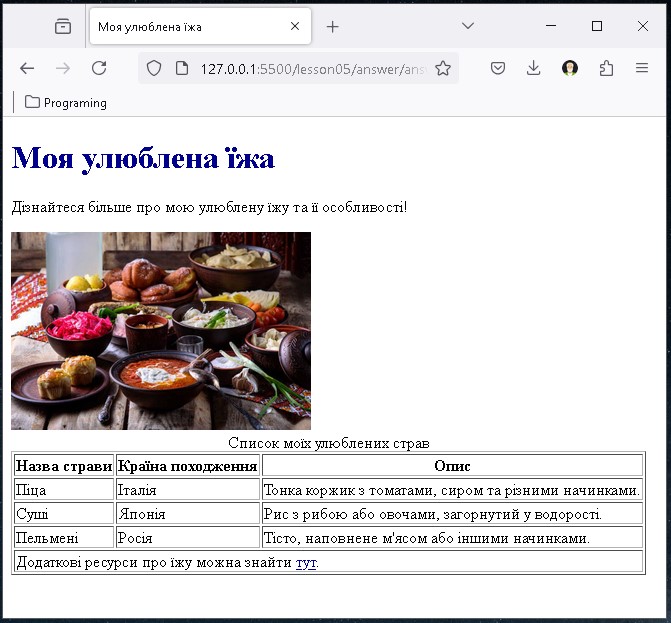 Моя улюблена їжа
127.0.0.1:5500/lesson05/answer/ans
Programing
Моя улюблена їжа
Дізнайтеся більше про мою улюблену їжу та її особливості!
Список моїх улюблених страв
Назва страви Країна походження Опис
Піца Італія Тонка коржик з томатами, сиром та різними начинками.
Суші Японія Рис з рибою або овочами, загорнутий у водорості.
Пельмені Росія Тісто, наповнене м'ясом або іншими начинками.
Додаткові ресурси про їжу можна знайти тут.